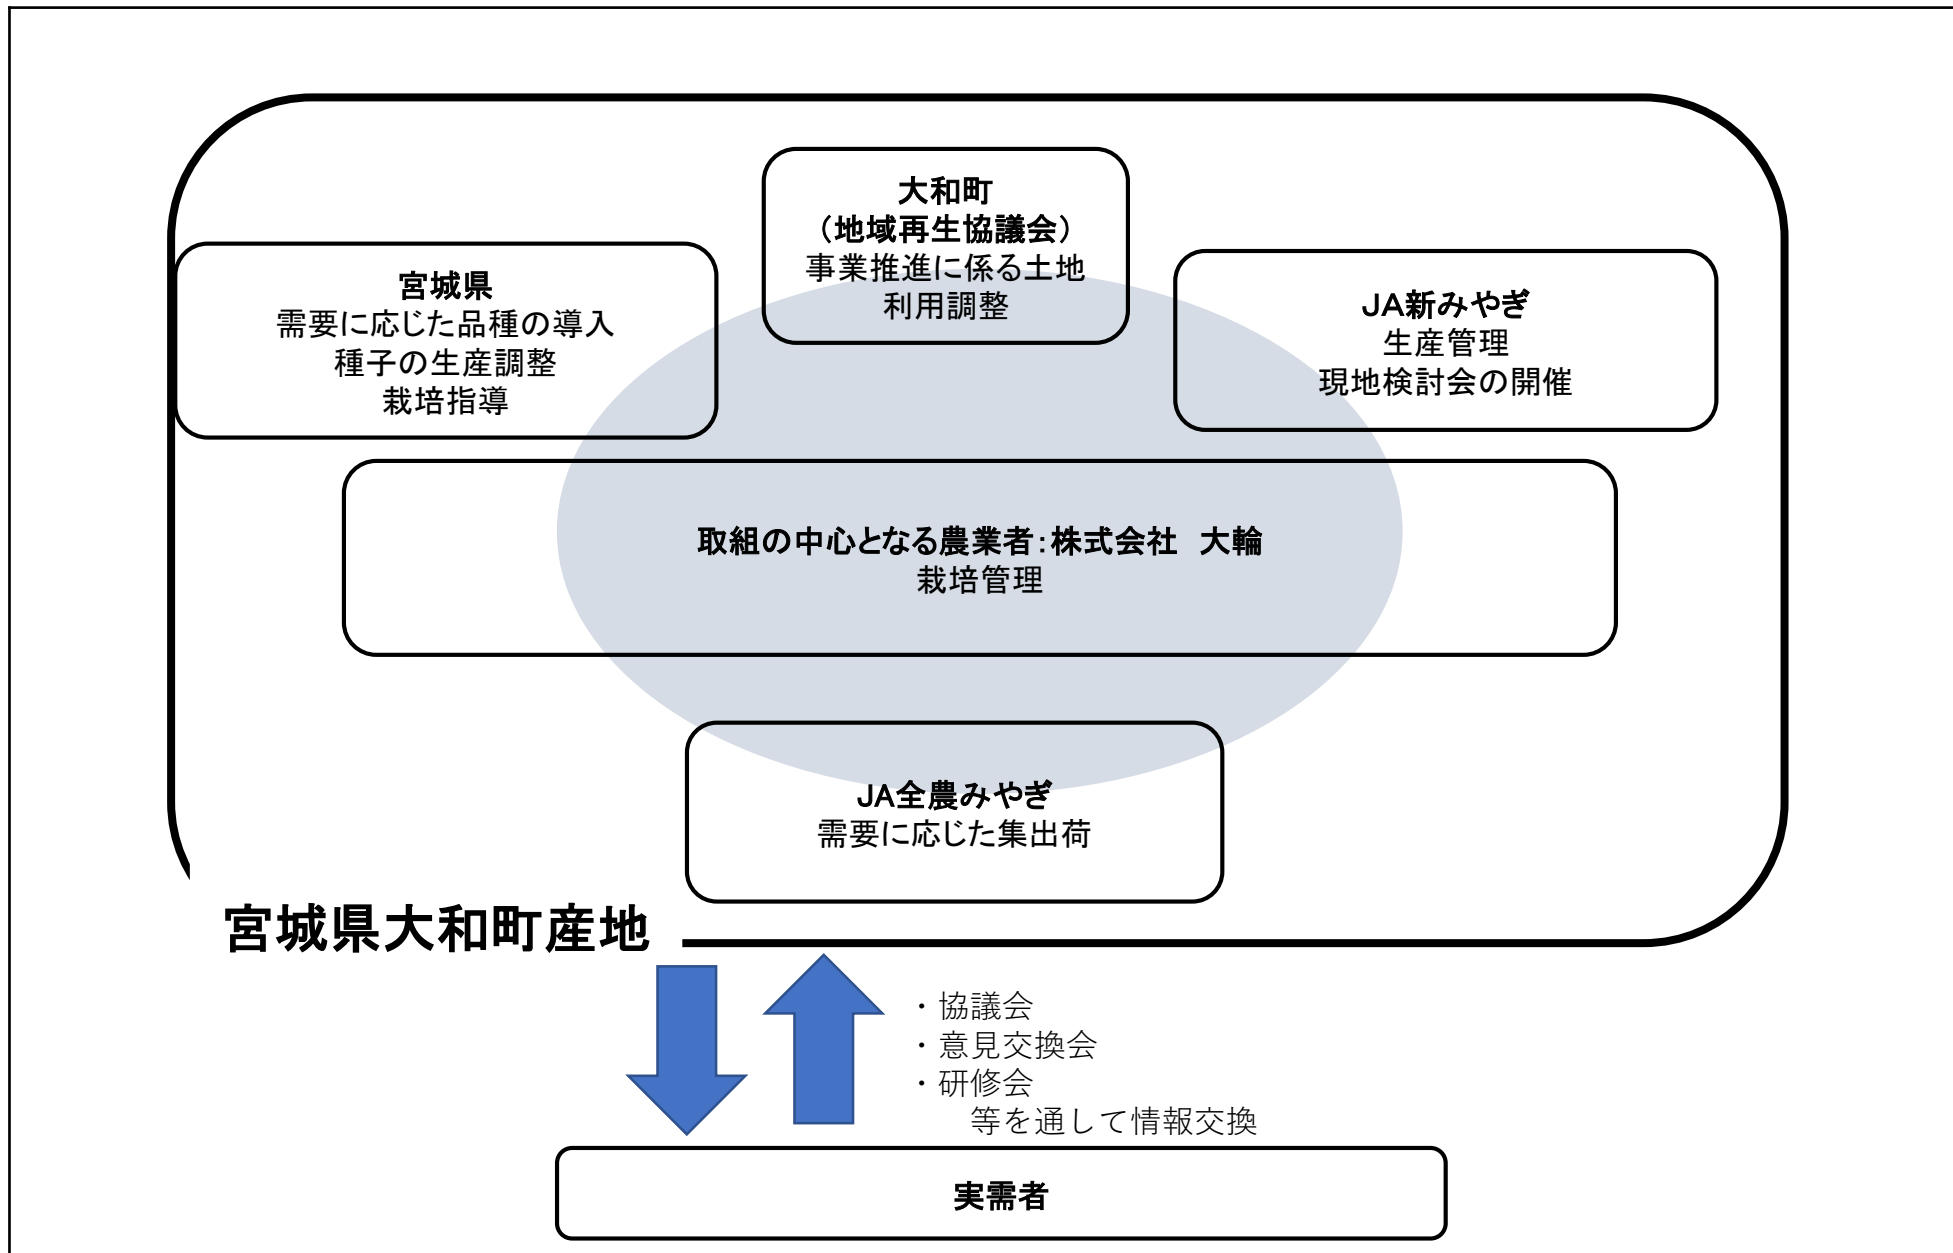 大和町
（地域再生協議会）
事業推進に係る土地
利用調整
宮城県
需要に応じた品種の導入
種子の生産調整
栽培指導
JA新みやぎ
生産管理
現地検討会の開催
取組の中心となる農業者：株式会社　大輪
栽培管理
JA全農みやぎ
需要に応じた集出荷
宮城県大和町産地
・協議会
・意見交換会
・研修会
等を通して情報交換
実需者